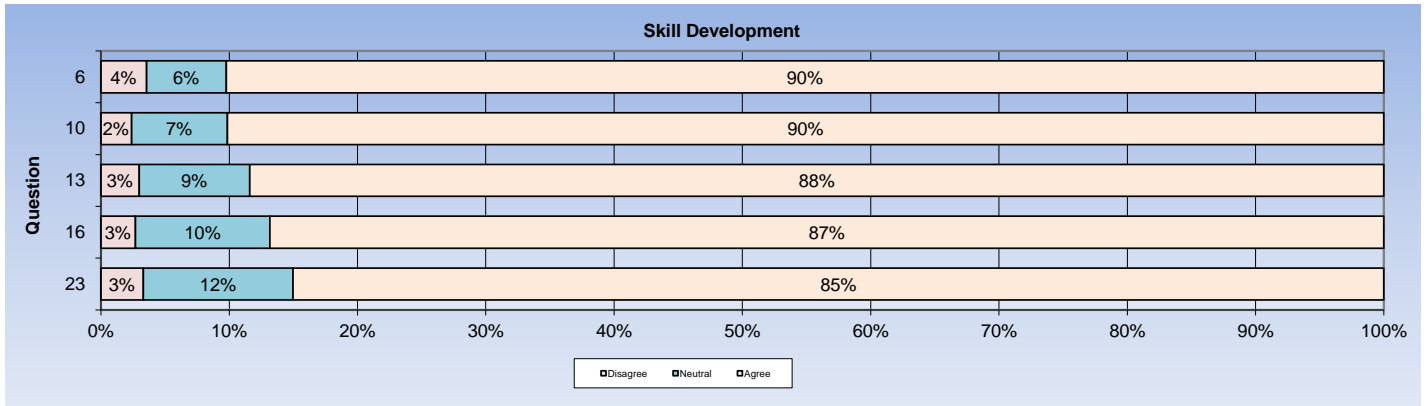 Skill Development
6 4% 6% 90%
10 2% 7% 90%
13 3% 9% 88%
16 3% 10% 87%
23 3% 12% 85%
Question
0% 10% 20% 30% 40% 50% 60% 70% 80% 90% 100%
Disagree Neutral Agree